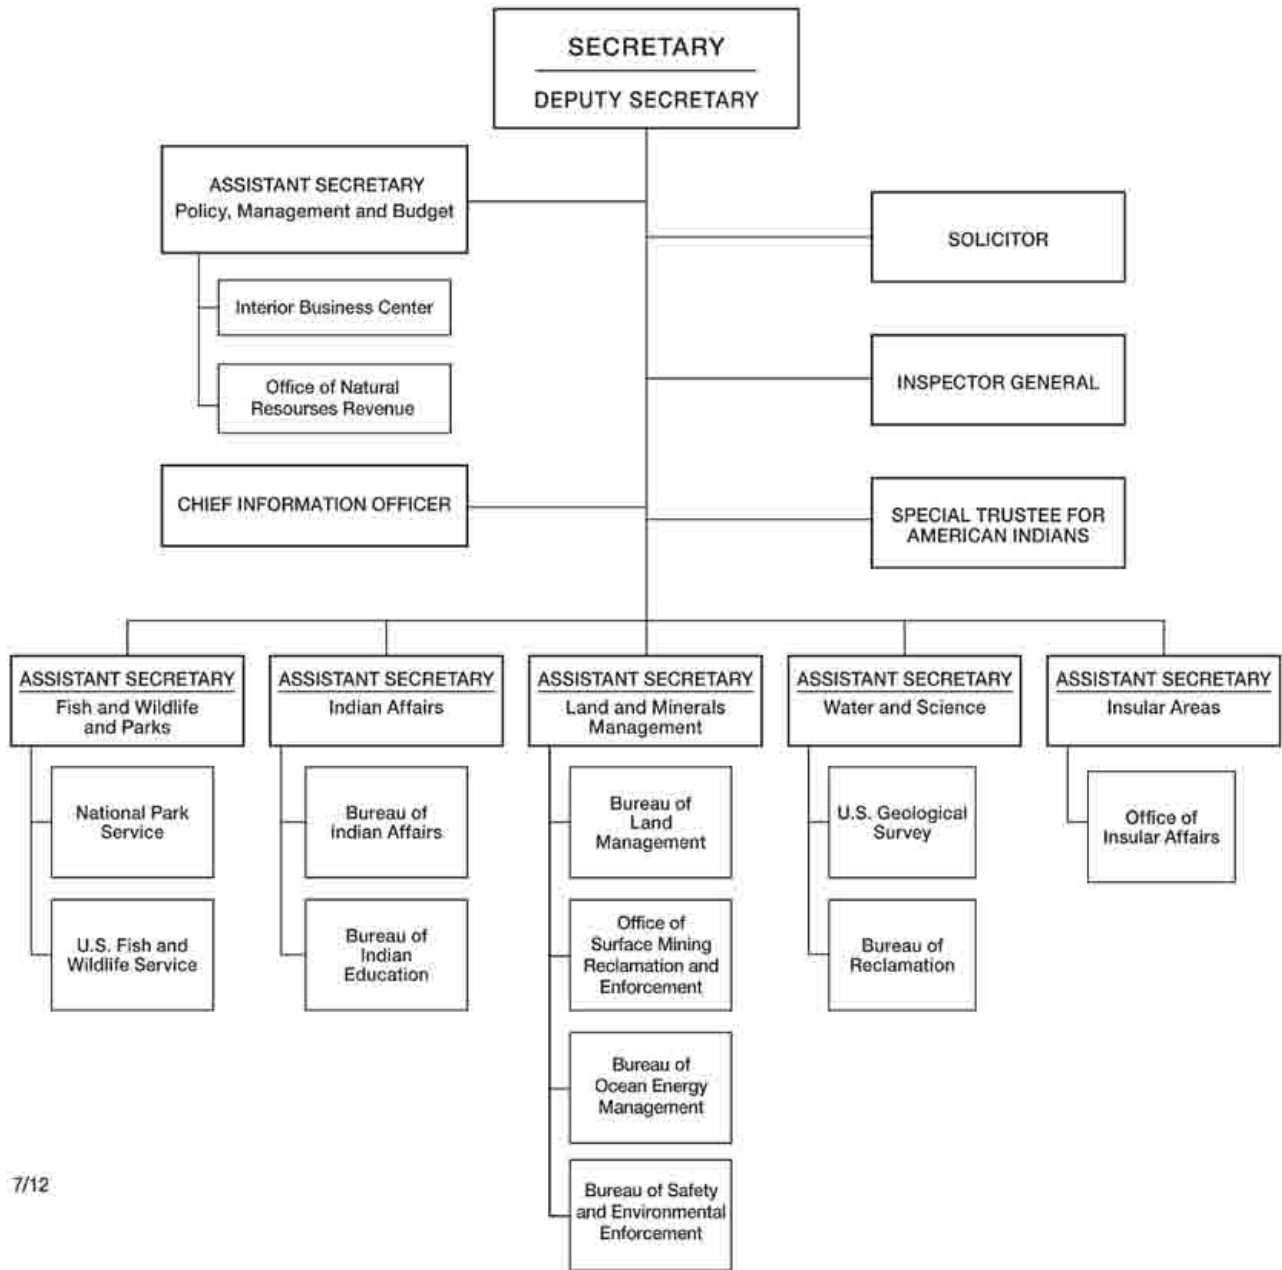 SECRETARY
DEPUTY SECRETARY
ASSISTANT SECRETARY
Policy, Management and Budget
SOLICITOR
Interior Business Center
Office of Natural
Resourses Revenue
INSPECTOR GENERAL
CHIEF INFORMATION OFFICER
SPECIAL TRUSTEE FOR
AMERICAN INDIANS
ASSISTANT SECRETARY
Fish and Wildlife
and Parks
National Park
Service
U.S. Fish and
Wildlife Service
ASSISTANT SECRETARY
Indian Affairs
Bureau of
Indian Affairs
Bureau of
Indian
Education
ASSISTANT SECRETARY
Land and Minerals
Management
Bureau of
Land
Management
Office of
Surface Mining
Reclamation and
Enforcement
Bureau of
Ocean Energy
Management
Bureau of Safety
and Environmental
Enforcement
ASSISTANT SECRETARY
Water and Science
U.S. Geological
Survey
Bureau of
Reclamation
ASSISTANT SECRETARY
Insular Areas
Office of
Insular Affairs
7/12